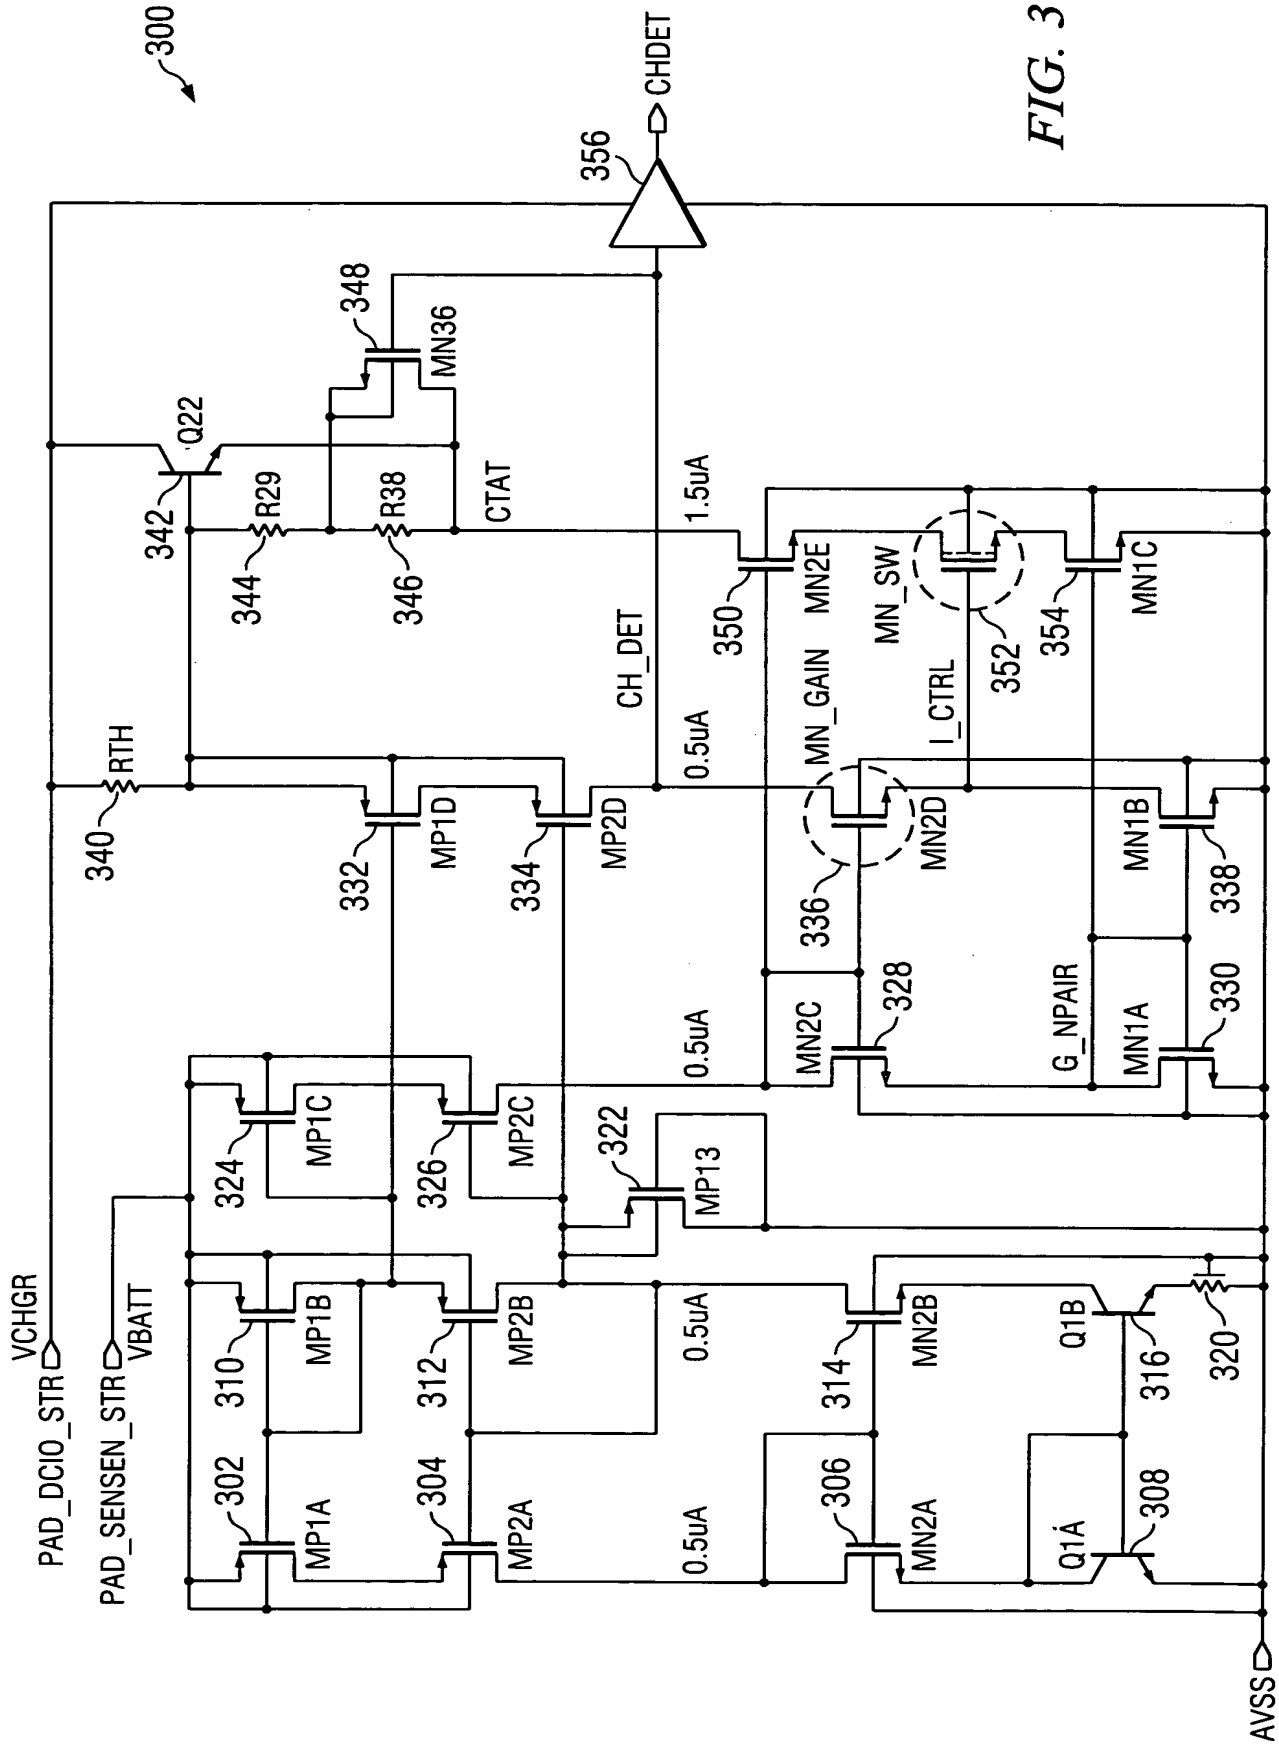 300
VCHGR
PAD_DCIO_STR
PAD_SENSEN_STR
VBATT
302
MP1A
310
MP1B
324
MP1C
340
RTH
342
Q22
344
R29
346
R38
348
MN36
304
MP2A
312
MP2B
326
MP2C
332
MP1D
334
MP2D
322
MP13
CTAT
CH_DET
356
CHDET
0.5uA
0.5uA
0.5uA
0.5uA
1.5uA
306
MN2A
314
MN2B
MN2C
328
336
MN_GAIN
MN2D
350
MN2E
MN_SW
352
I_CTRL
G_NPAIR
MN1A
330
MN1B
338
354
MN1C
Q1A
308
Q1B
316
320
AVSS
FIG. 3